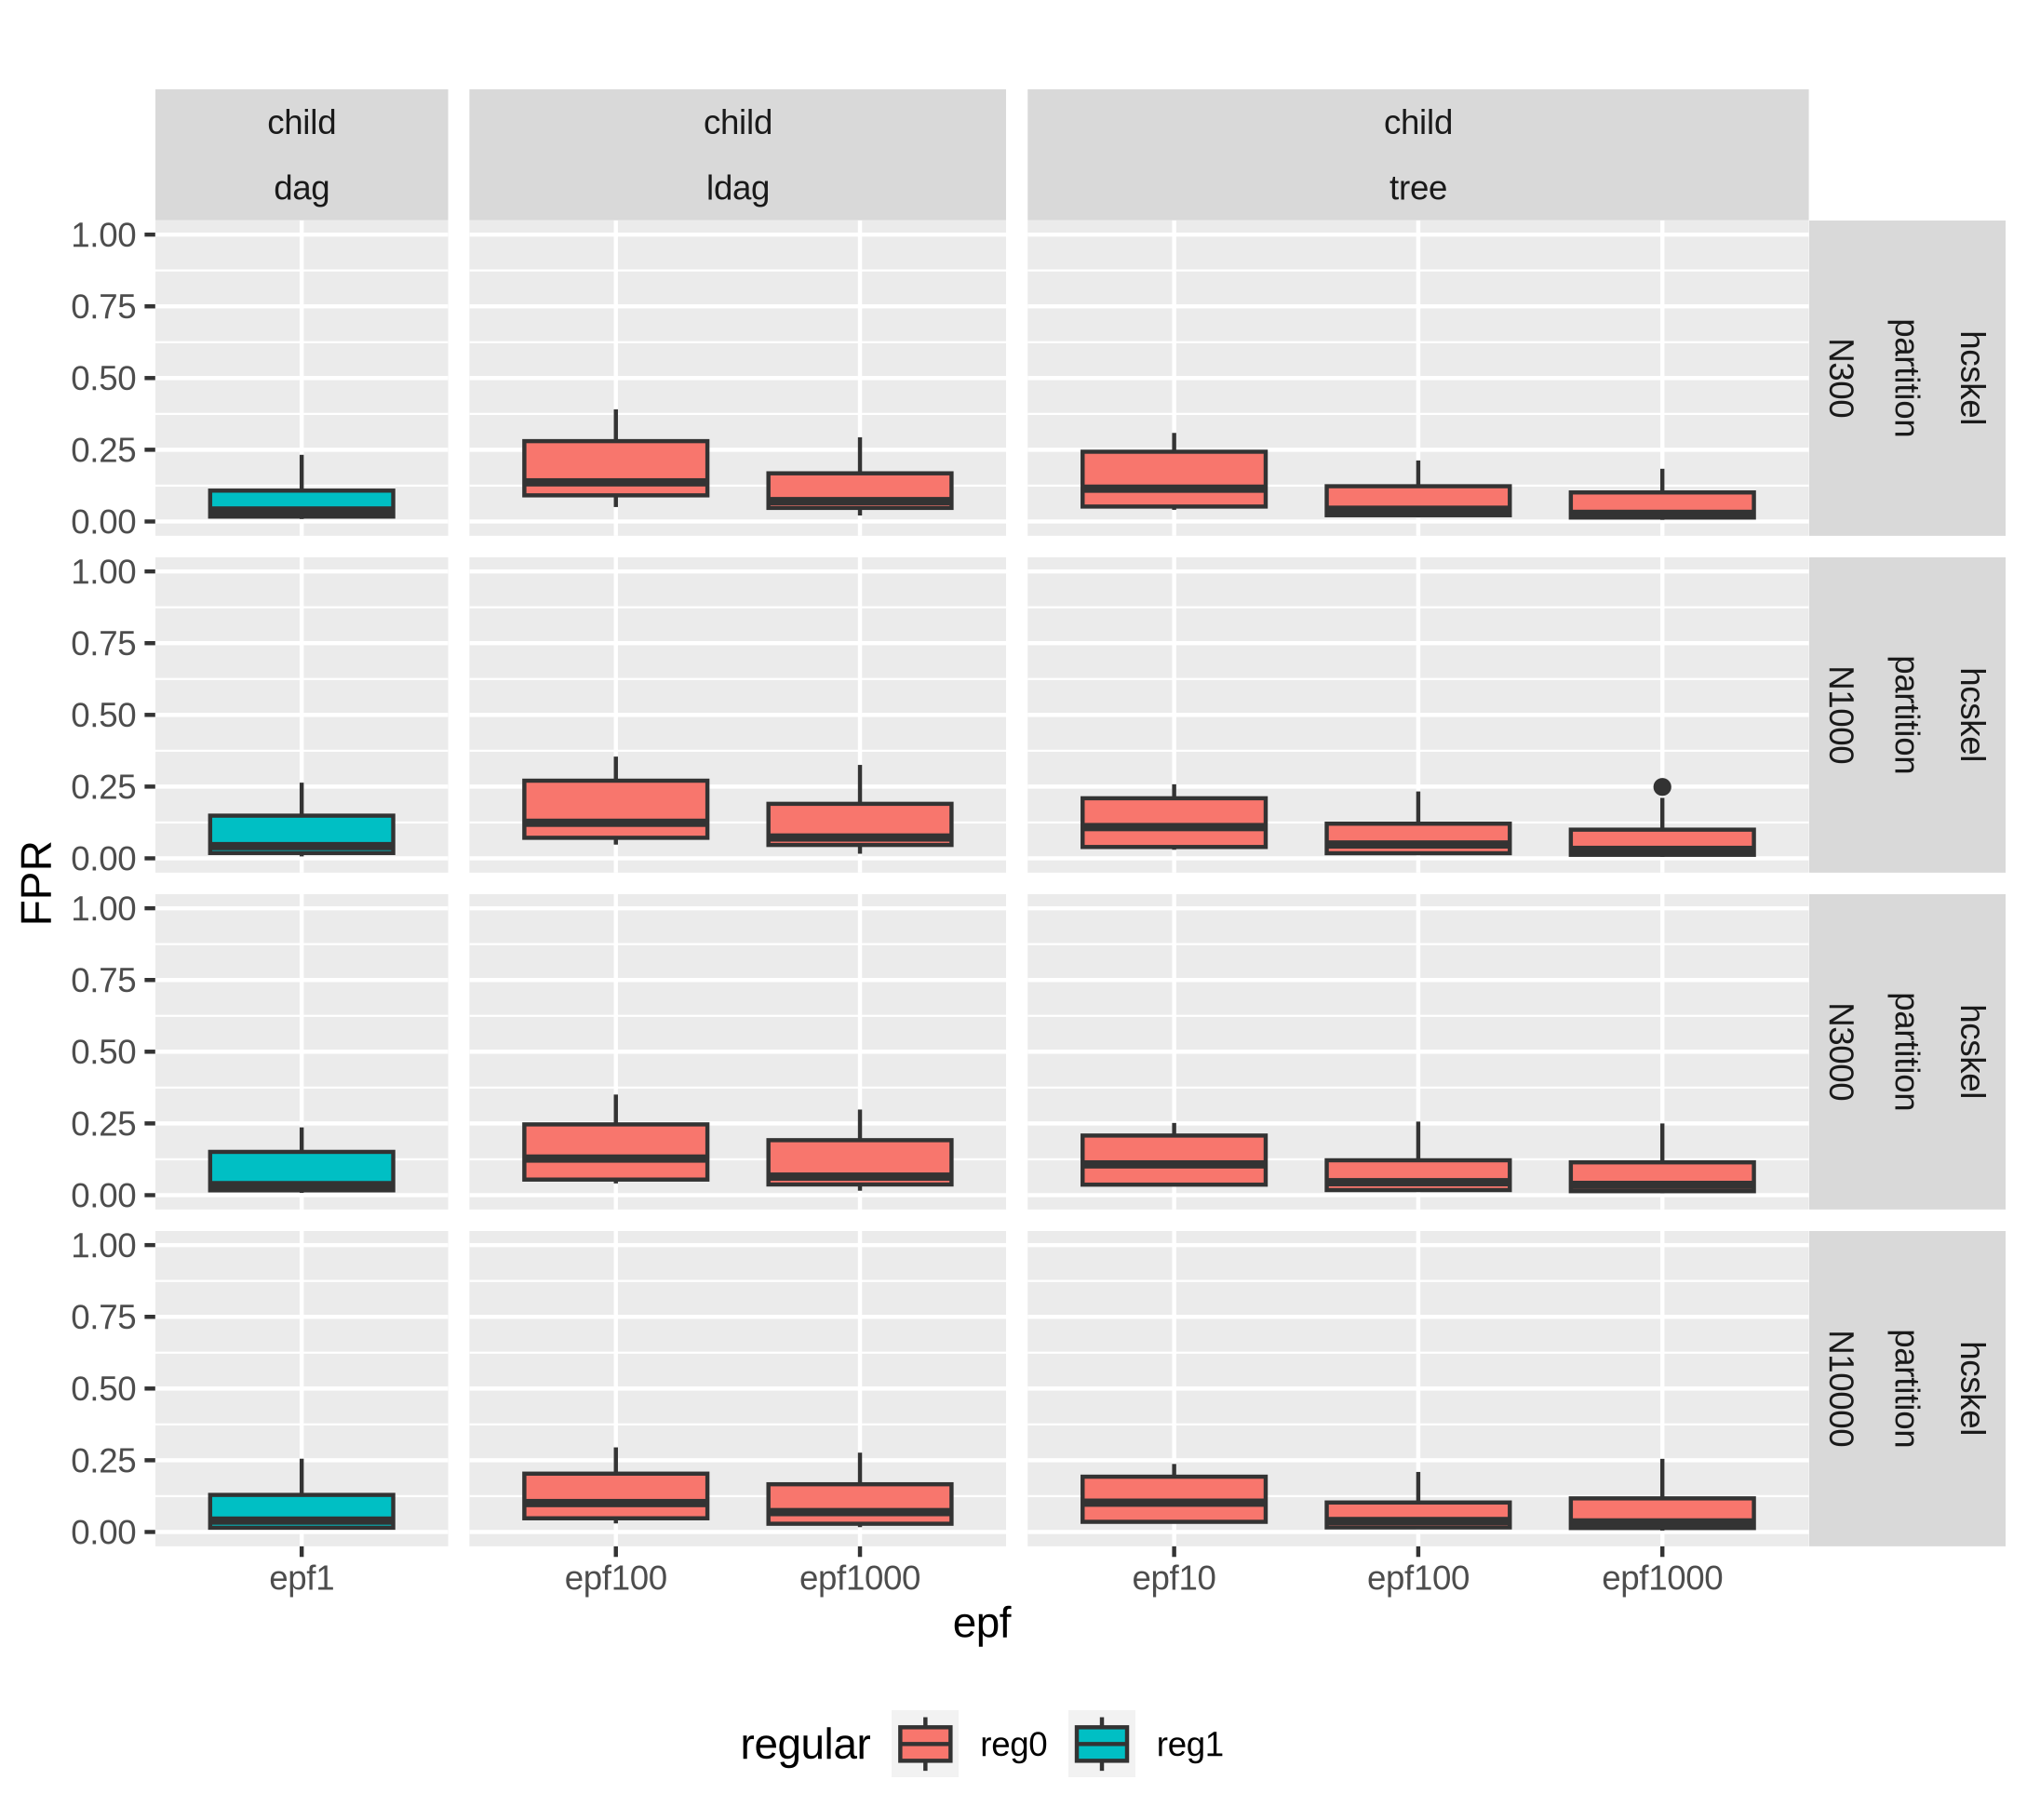 child child child
dag ldag tree
1.00
0.75
0.50
0.25
0.00
N300 partition hcskel
1.00
0.75
0.50
0.25
0.00
N1000 partition hcskel
FPR
1.00
0.75
0.50
0.25
0.00
N3000 partition hcskel
1.00
0.75
0.50
0.25
0.00
N10000 partition hcskel
epf1 epf100 epf1000 epf10 epf100 epf1000
epf
regular reg0 reg1